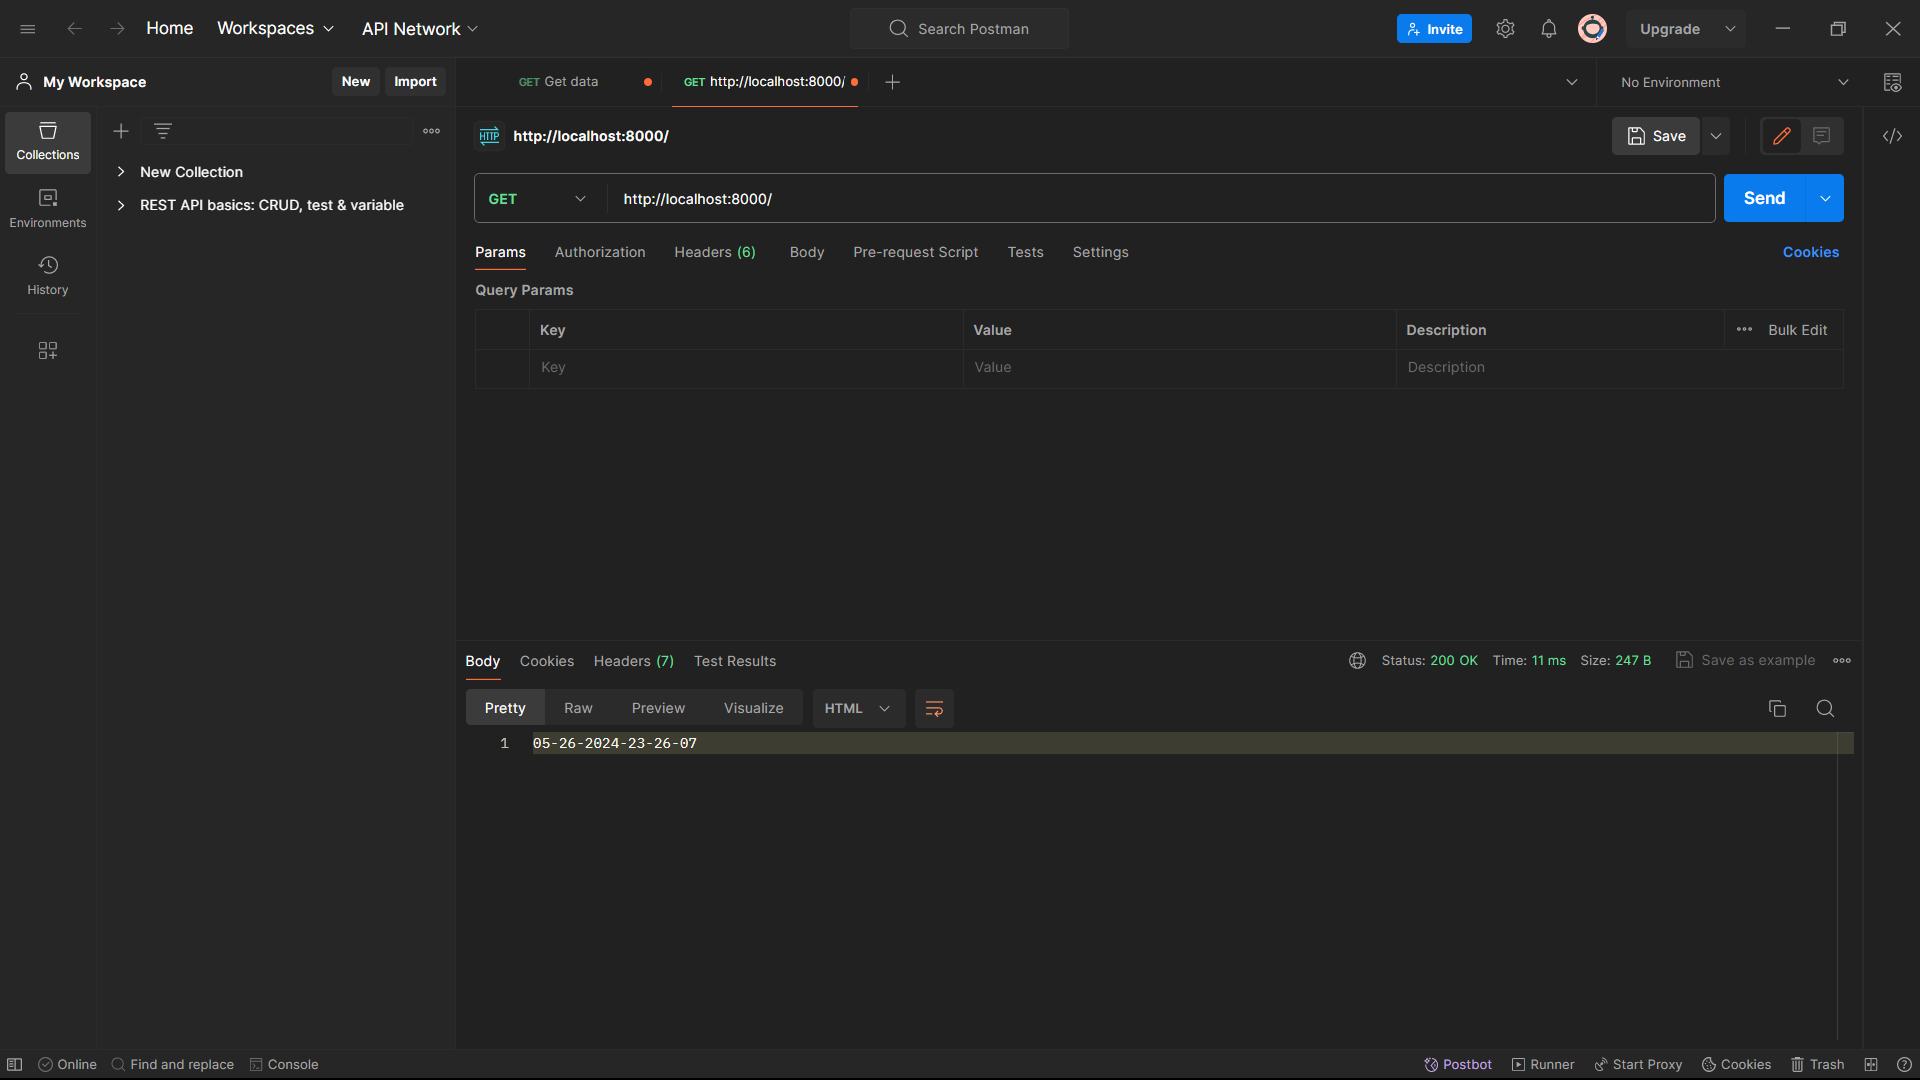 Home Workspaces API Network Search Postman Invite Upgrade
My Workspace New Import GET Get data GET http://localhost:8000/ No Environment
Collections
Environments
History
New Collection
REST API basics: CRUD, test & variable
HTTP http://localhost:8000/ Save
GET http://localhost:8000/ Send
Params Authorization Headers (6) Body Pre-request Script Tests Settings Cookies
Query Params
Key Value Description Bulk Edit
Key Value Description
Body Cookies Headers (7) Test Results Status: 200 OK Time: 11 ms Size: 247 B Save as example
Pretty Raw Preview Visualize HTML
1 05-26-2024-23-26-07
Online Find and replace Console Postbot Runner Start Proxy Cookies Trash